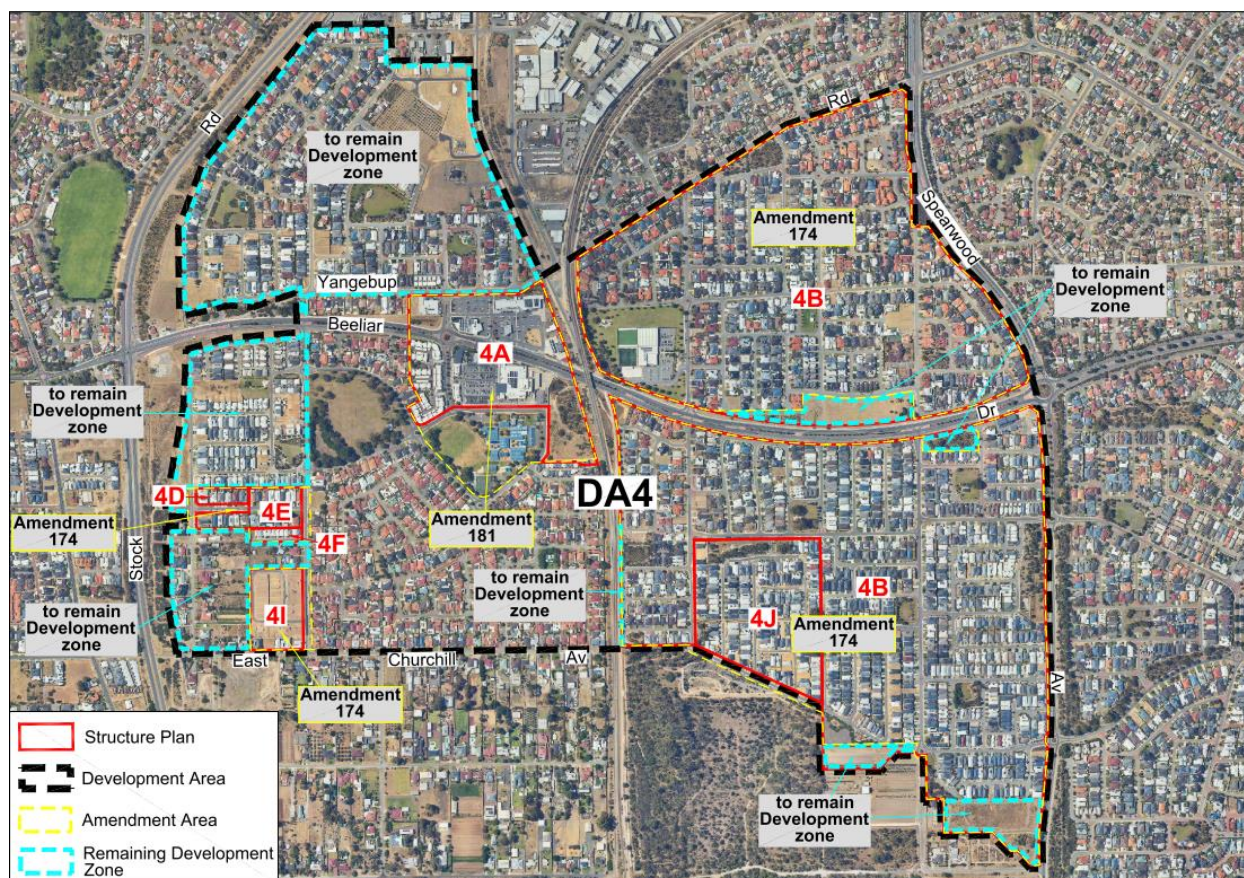 Rd
to remain
Development
zone
Rd
Amendment
174
Spearwood
to remain
Development
zone
Yangebup
4B
Beeliar
4A
to remain
Development
zone
Dr
4D
4E
DA4
Amendment
174
Amendment
181
4F
Stock
to remain
Development
zone
to remain
Development
zone
4B
4I
4J
Amendment
174
East
Churchill
Av
Av
Amendment
174
to remain
Development
zone
Structure Plan
Development Area
Amendment Area
Remaining Development
Zone